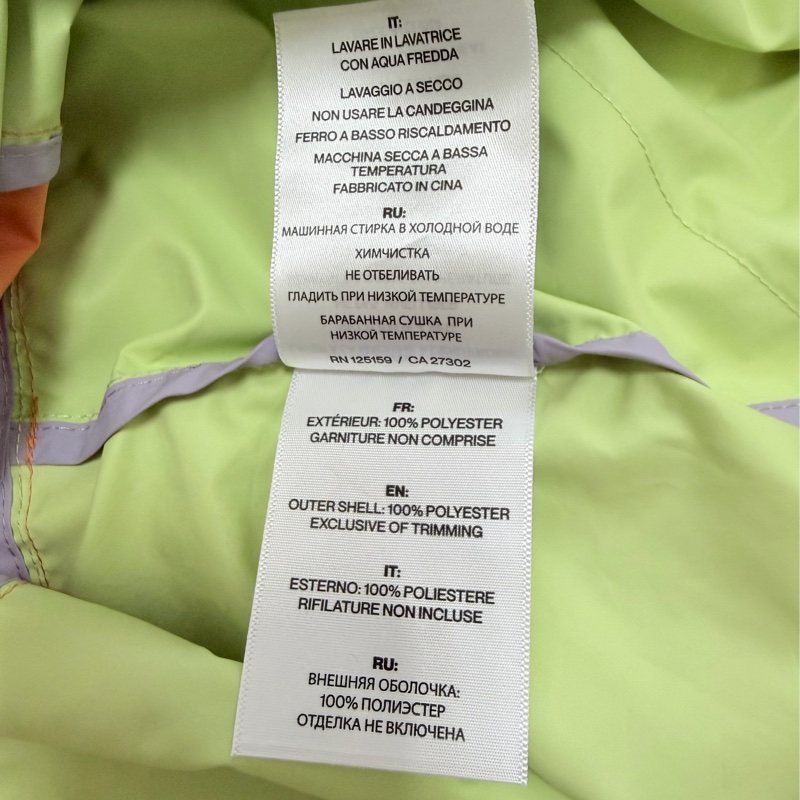 IT:
LAVARE IN LAVATRICE
CON AQUA FREDDA
LAVAGGIO A SECCO
NON USARE LA CANDEGGINA
FERRO A BASSO RISCALDAMENTO
MACCHINA SECCA A BASSA
TEMPERATURA
FABBRICATO IN CINA
RU:
МАШИННАЯ СТИРКА В ХОЛОДНОЙ ВОДЕ
ХИМЧИСТКА
НЕ ОТБЕЛИВАТЬ
ГЛАДИТЬ ПРИ НИЗКОЙ ТЕМПЕРАТУРЕ
БАРАБАННАЯ СУШКА ПРИ
НИЗКОЙ ТЕМПЕРАТУРЕ
RN 125159 / CA 27302
FR:
EXTÉRIEUR: 100% POLYESTER
GARNITURE NON COMPRISE
EN:
OUTER SHELL: 100% POLYESTER
EXCLUSIVE OF TRIMMING
IT:
ESTERNO: 100% POLIESTERE
RIFILATURE NON INCLUSE
RU:
ВНЕШНЯЯ ОБОЛОЧКА:
100% ПОЛИЭСТЕР
ОТДЕЛКА НЕ ВКЛЮЧЕНА